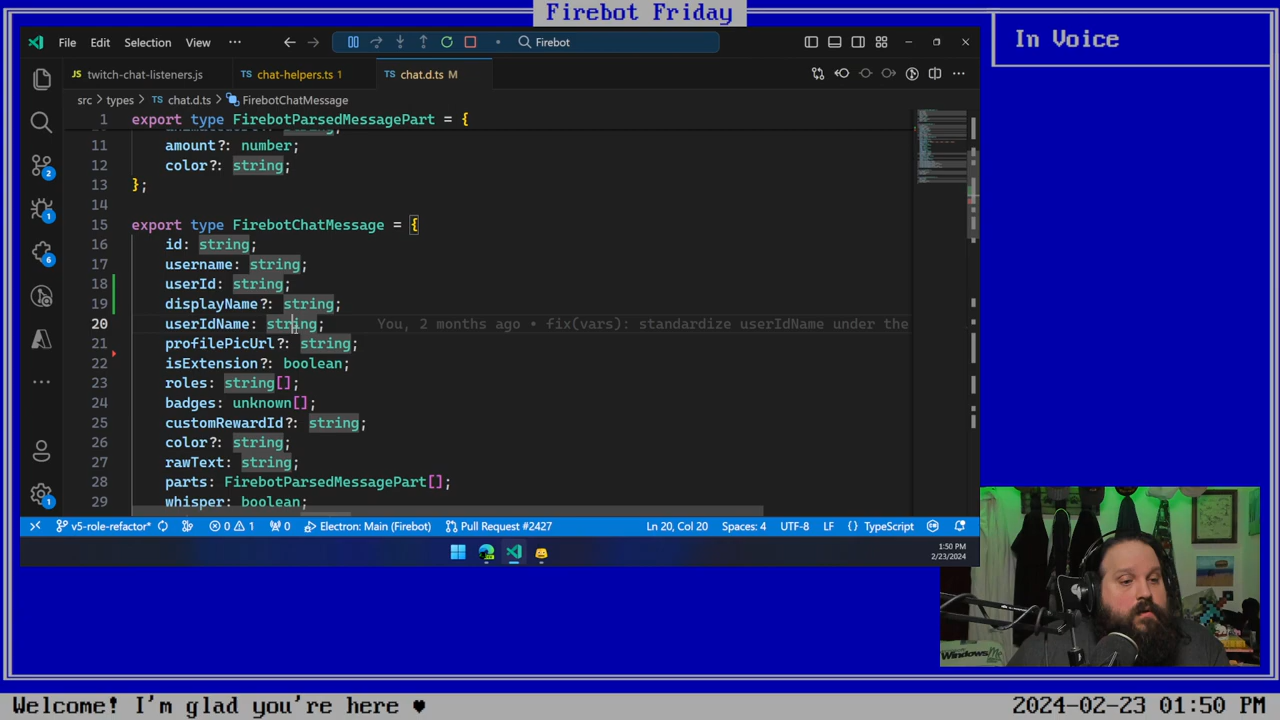 Firebot Friday
In Voice
File Edit Selection View ··· Firebot
twitch-chat-listeners.js chat-helpers.ts 1 chat.d.ts M
src > types > chat.d.ts > FirebotChatMessage
1 export type FirebotParsedMessagePart = {
11 amount?: number;
12 color?: string;
13 };
14
15 export type FirebotChatMessage = {
16 id: string;
17 username: string;
18 userId: string;
19 displayName?: string;
20 userIdName: string; You, 2 months ago • fix(vars): standardize userIdName under the
21 profilePicUrl?: string;
22 isExtension?: boolean;
23 roles: string[];
24 badges: unknown[];
25 customRewardId?: string;
26 color?: string;
27 rawText: string;
28 parts: FirebotParsedMessagePart[];
29 whisper: boolean;
2
1
6
1
v5-role-refactor* 0 1 0 Electron: Main (Firebot) Pull Request #2427 Ln 20, Col 20 Spaces: 4 UTF-8 LF {} TypeScript
1:50 PM
2/23/2024
Windows
Welcome! I'm glad you're here ♥ 2024-02-23 01:50 PM